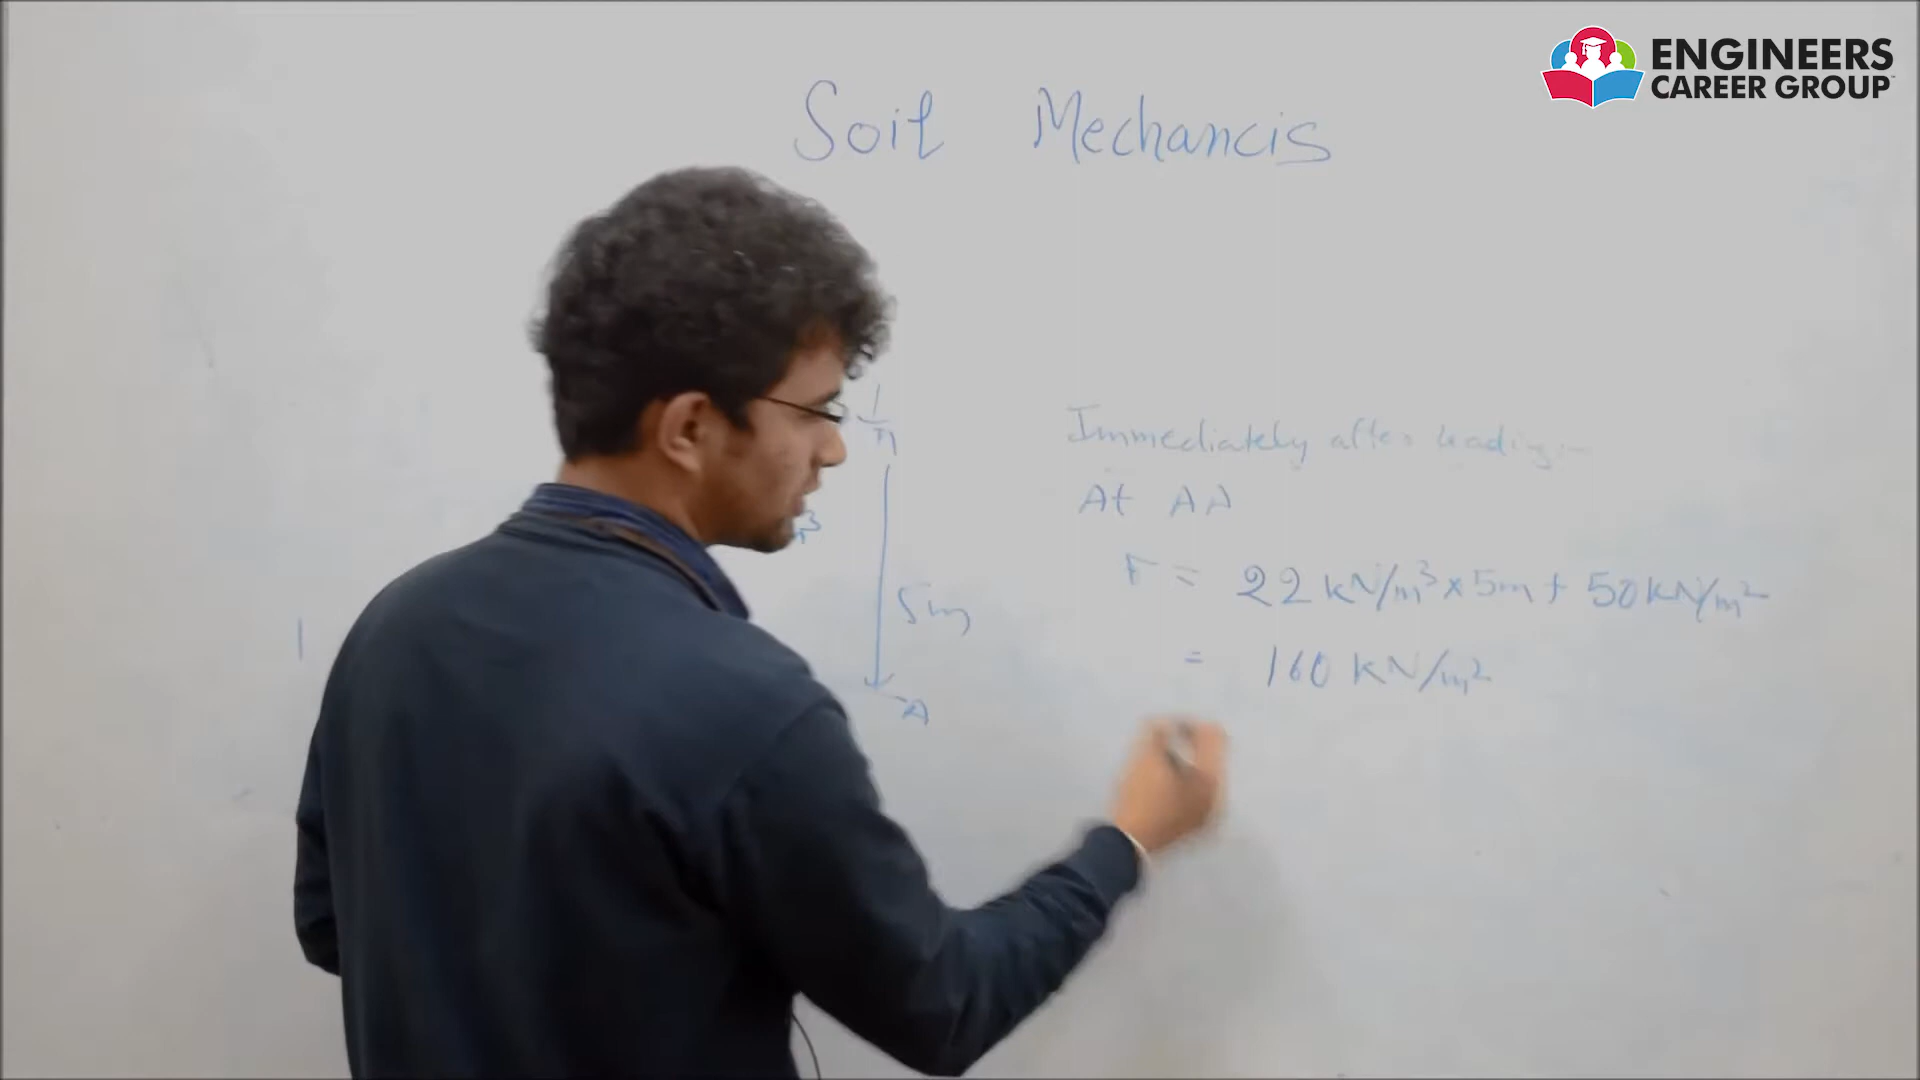 ENGINEERS
CAREER GROUP
Soil Mechancis
Immediately after loading:-
At AA
σ = 22 kN/m³ × 5m + 50 kN/m²
= 160 kN/m²
m³
5m
A